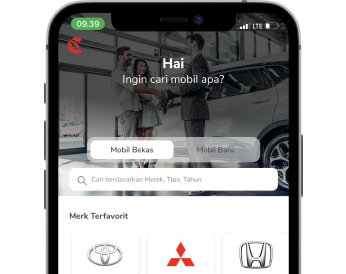 09.39
LTE
Hai
Ingin cari mobil apa?
Mobil Bekas
Mobil Baru
Cari berdasarkan Merek, Tipe, Tahun
Merk Terfavorit